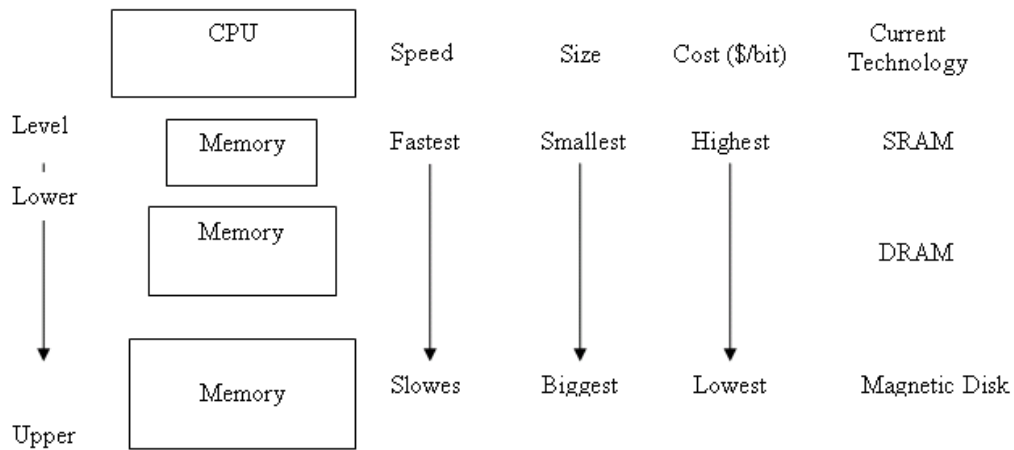 CPU
Speed
Size
Cost ($/bit)
Current
Technology
Level
Memory
Fastest
Smallest
Highest
SRAM
Lower
Memory
DRAM
Memory
Slowes
Biggest
Lowest
Magnetic Disk
Upper